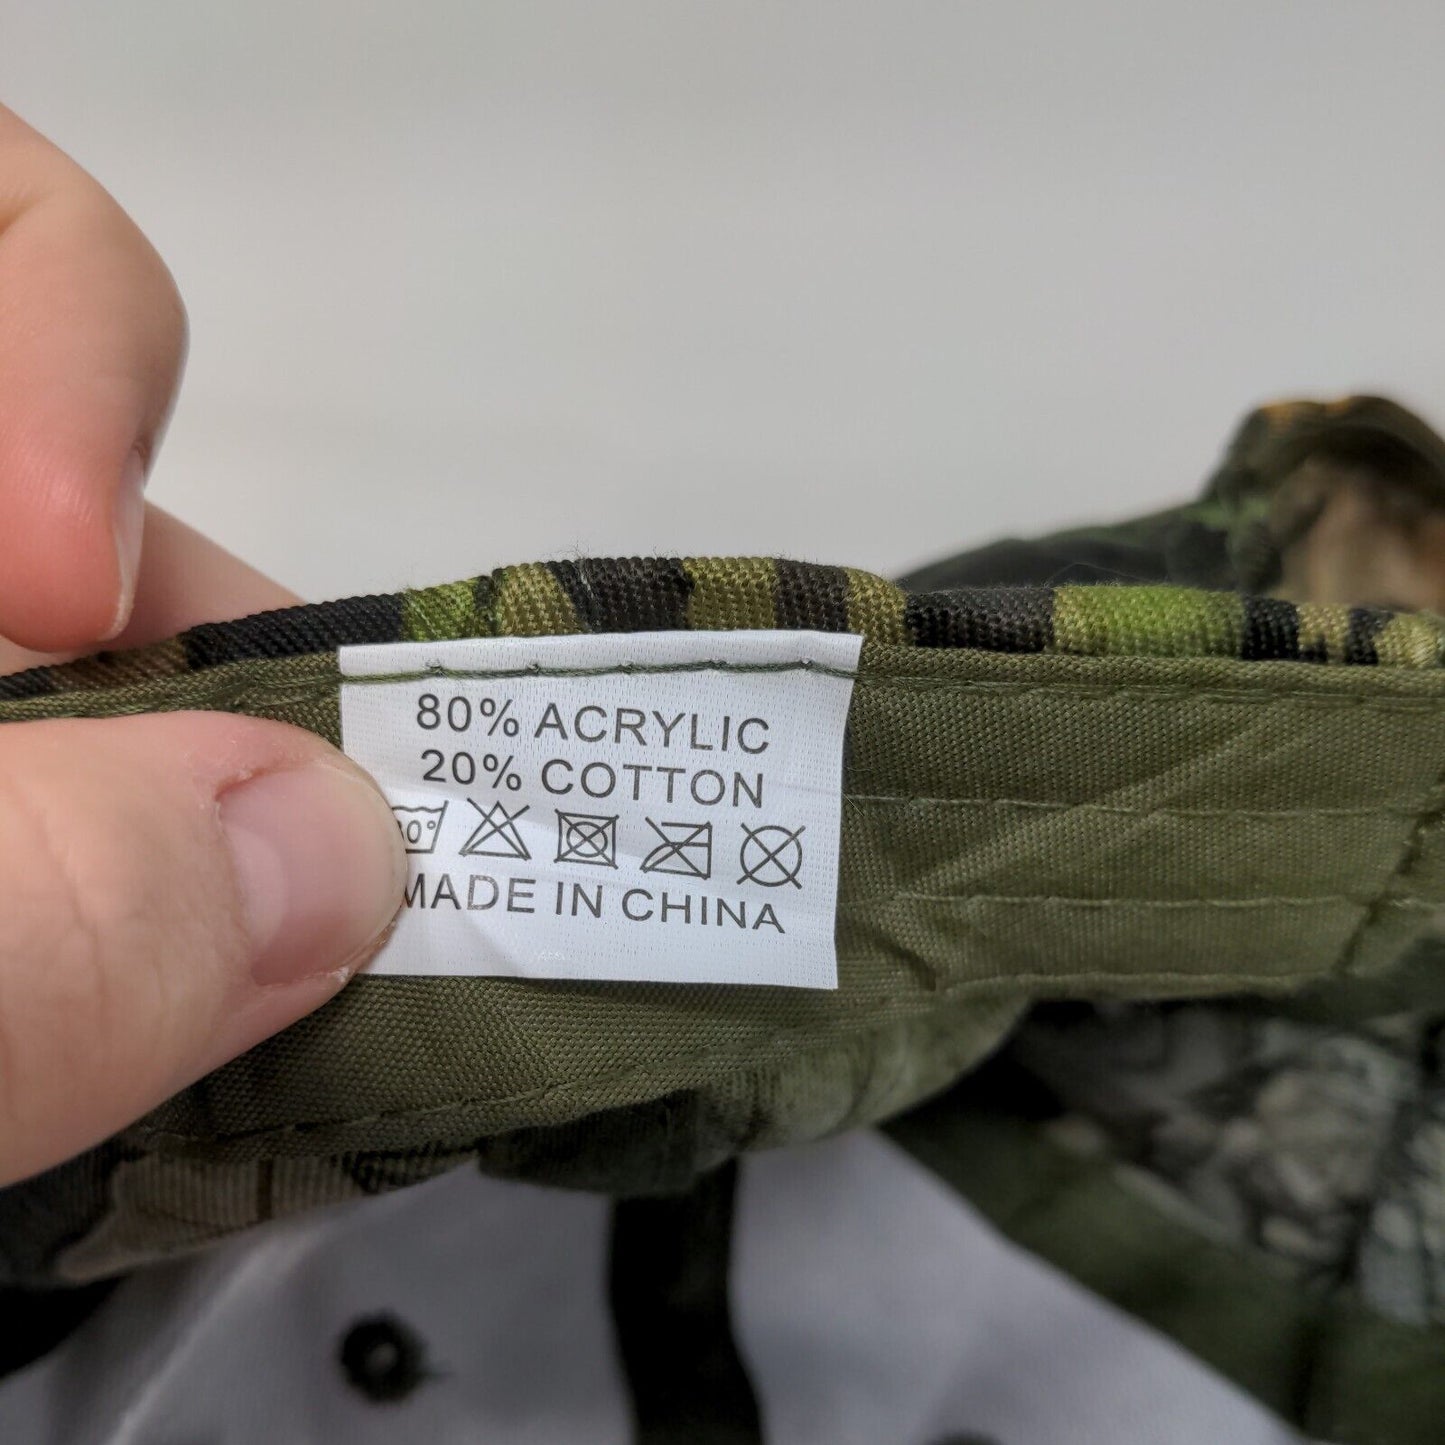 80% ACRYLIC
20% COTTON
MADE IN CHINA